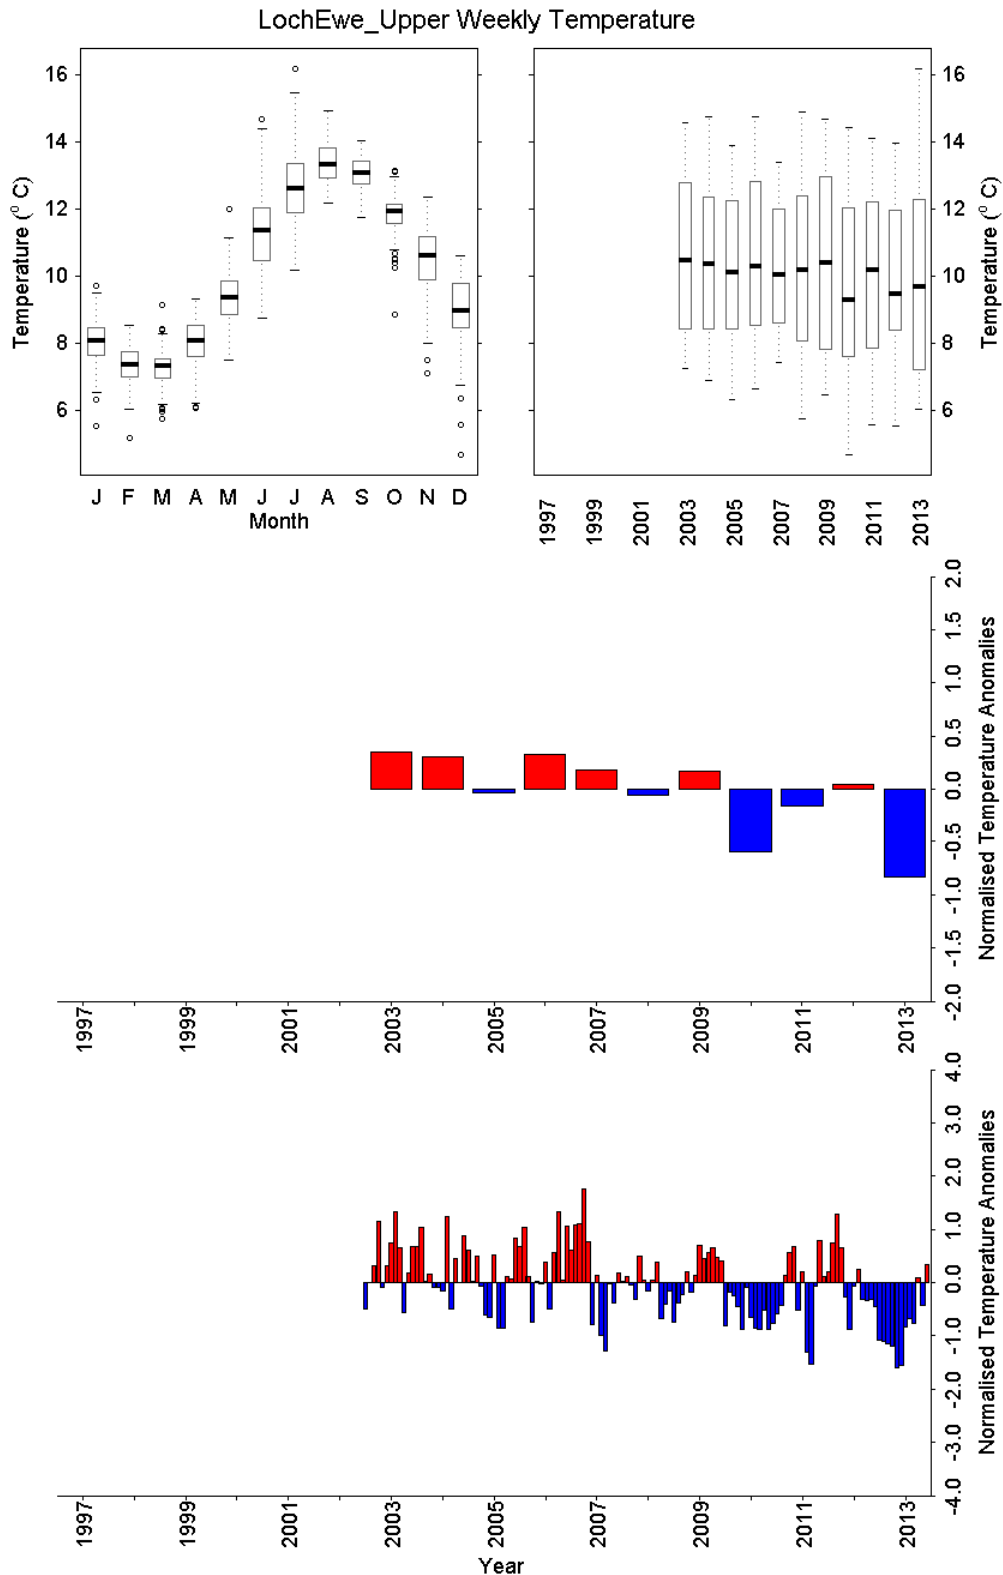 LochEwe_Upper Weekly Temperature
Temperature (⁰ C)
16
14
12
10
8
6
J F M A M J J A S O N D
Month
16
14
12
10
8
6
Temperature (⁰ C)
1997 1999 2001 2003 2005 2007 2009 2011 2013
2.0
1.5
1.0
0.5
0.0
-0.5
-1.0
-1.5
-2.0
Normalised Temperature Anomalies
1997 1999 2001 2003 2005 2007 2009 2011 2013
4.0
3.0
2.0
1.0
0.0
-1.0
-2.0
-3.0
-4.0
Normalised Temperature Anomalies
1997 1999 2001 2003 2005 2007 2009 2011 2013
Year